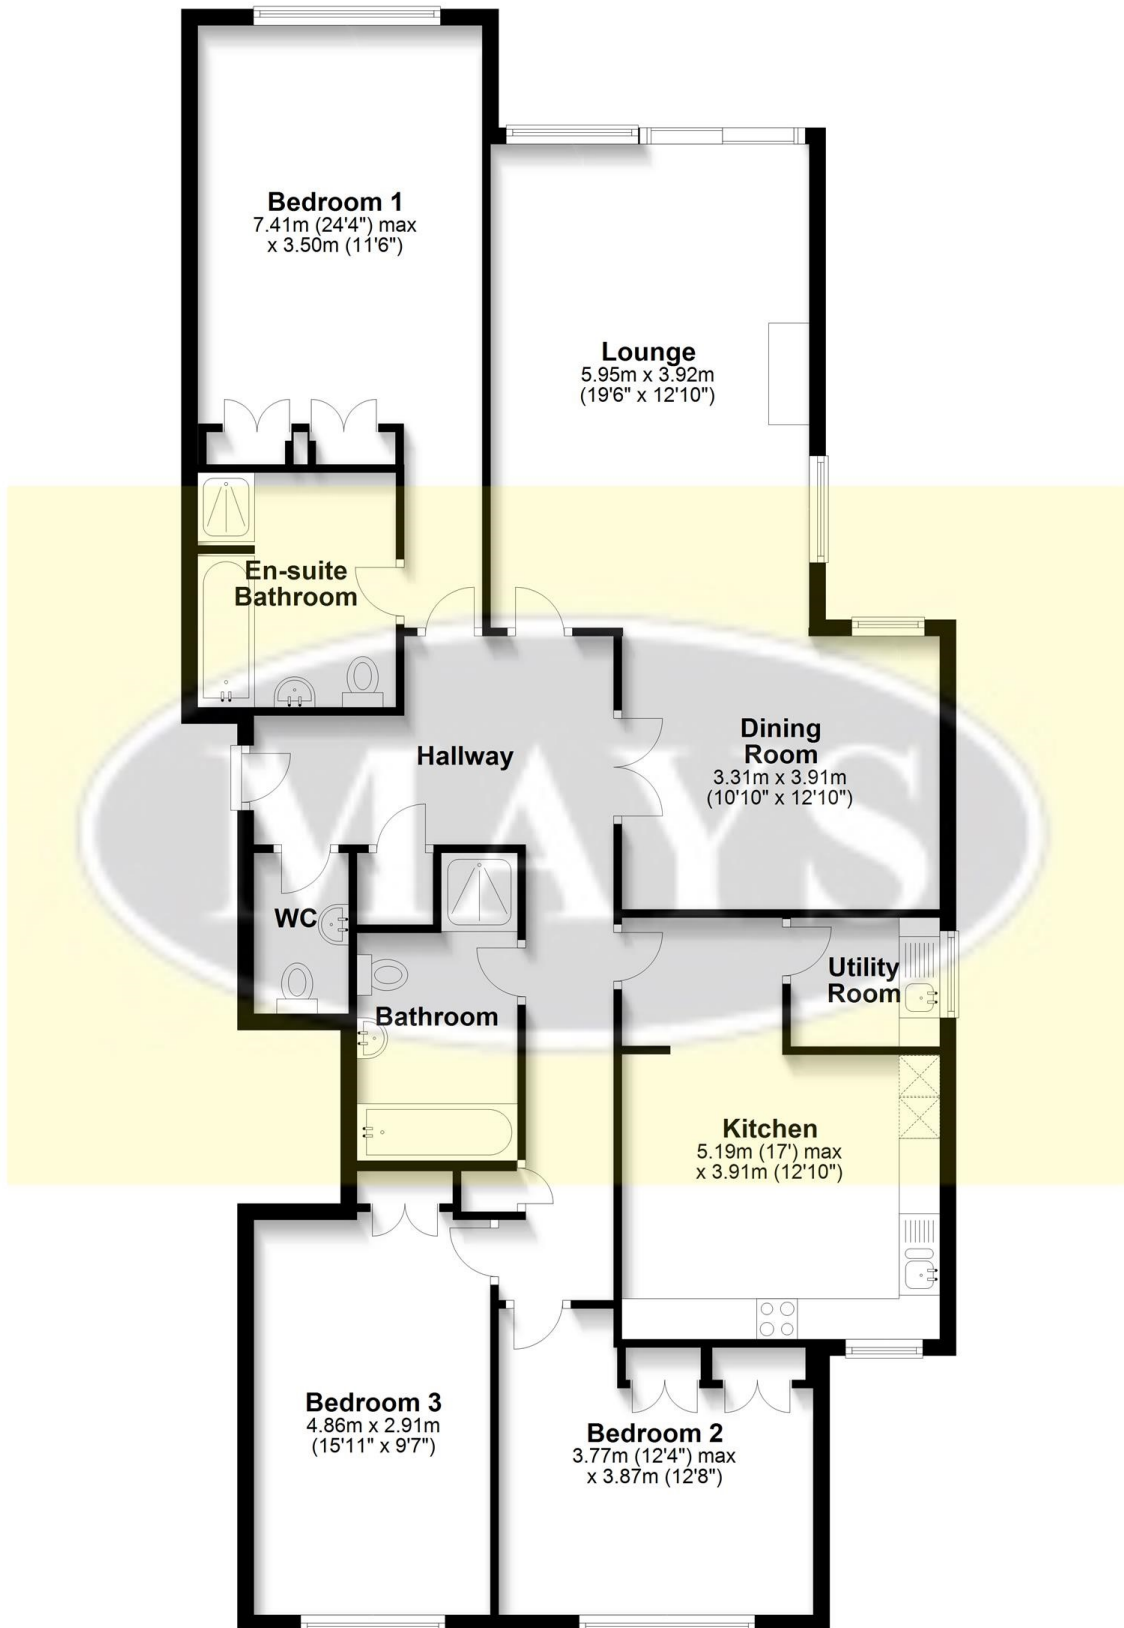 Bedroom 1
7.41m (24'4") max
x 3.50m (11'6")
Lounge
5.95m x 3.92m
(19'6" x 12'10")
En-suite
Bathroom
Hallway
Dining
Room
3.31m x 3.91m
(10'10" x 12'10")
MAYS
WC
Utility
Room
Bathroom
Kitchen
5.19m (17') max
x 3.91m (12'10")
Bedroom 3
4.86m x 2.91m
(15'11" x 9'7")
Bedroom 2
3.77m (12'4") max
x 3.87m (12'8")